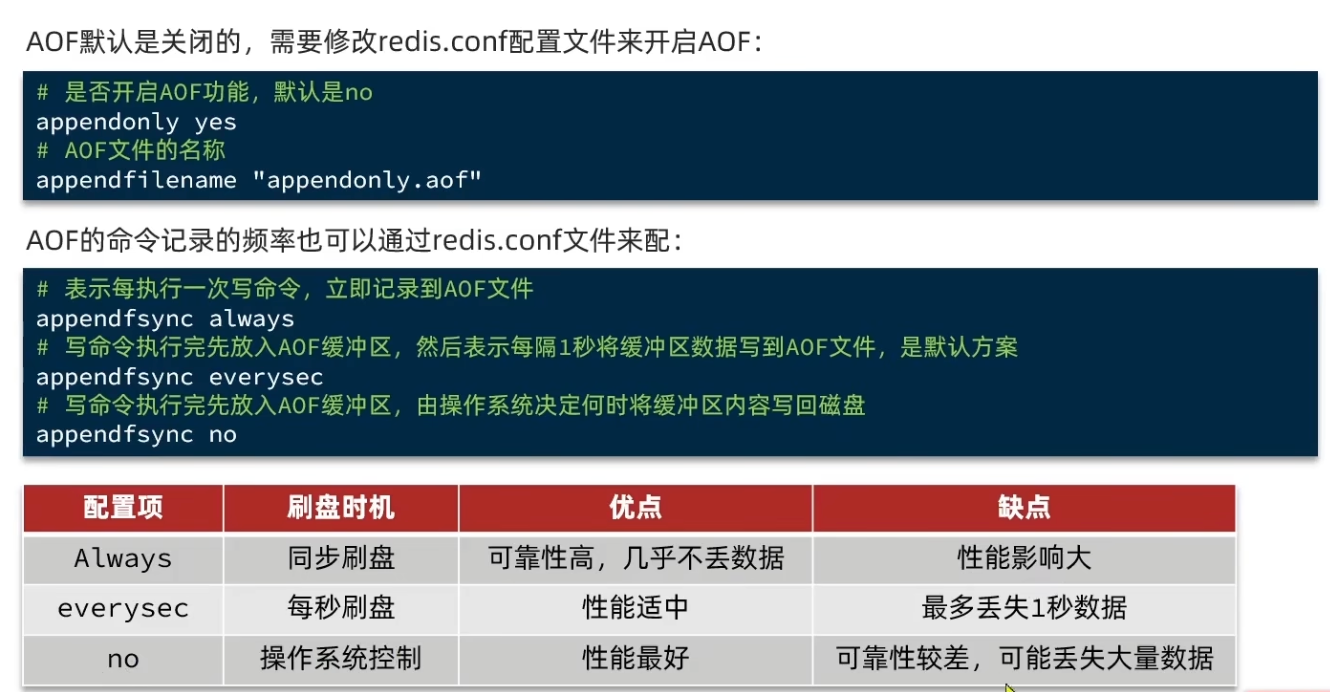 AOF默认是关闭的，需要修改redis.conf配置文件来开启AOF：
# 是否开启AOF功能，默认是no
appendonly yes
# AOF文件的名称
appendfilename "appendonly.aof"
AOF的命令记录的频率也可以通过redis.conf文件来配：
# 表示每执行一次写命令，立即记录到AOF文件
appendfsync always
# 写命令执行完先放入AOF缓冲区，然后表示每隔1秒将缓冲区数据写到AOF文件，是默认方案
appendfsync everysec
# 写命令执行完先放入AOF缓冲区，由操作系统决定何时将缓冲区内容写回磁盘
appendfsync no
配置项 刷盘时机 优点 缺点
Always 同步刷盘 可靠性高，几乎不丢数据 性能影响大
everysec 每秒刷盘 性能适中 最多丢失1秒数据
no 操作系统控制 性能最好 可靠性较差，可能丢失大量数据